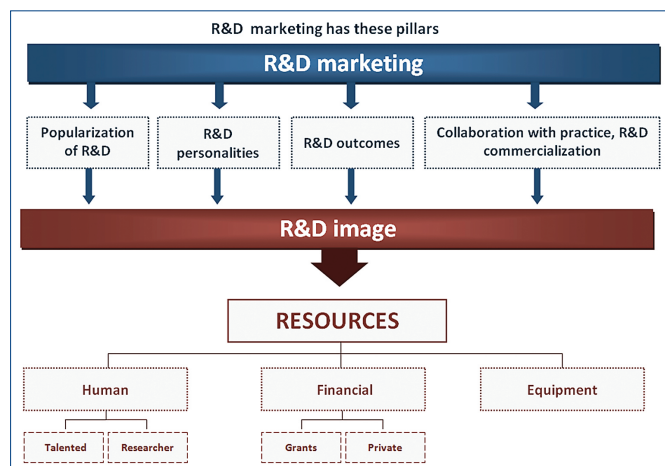 R&D marketing has these pillars
R&D marketing
Popularization
of R&D
R&D
personalities
R&D outcomes
Collaboration with practice, R&D
commercialization
R&D image
RESOURCES
Human
Financial
Equipment
Talented
Researcher
Grants
Private